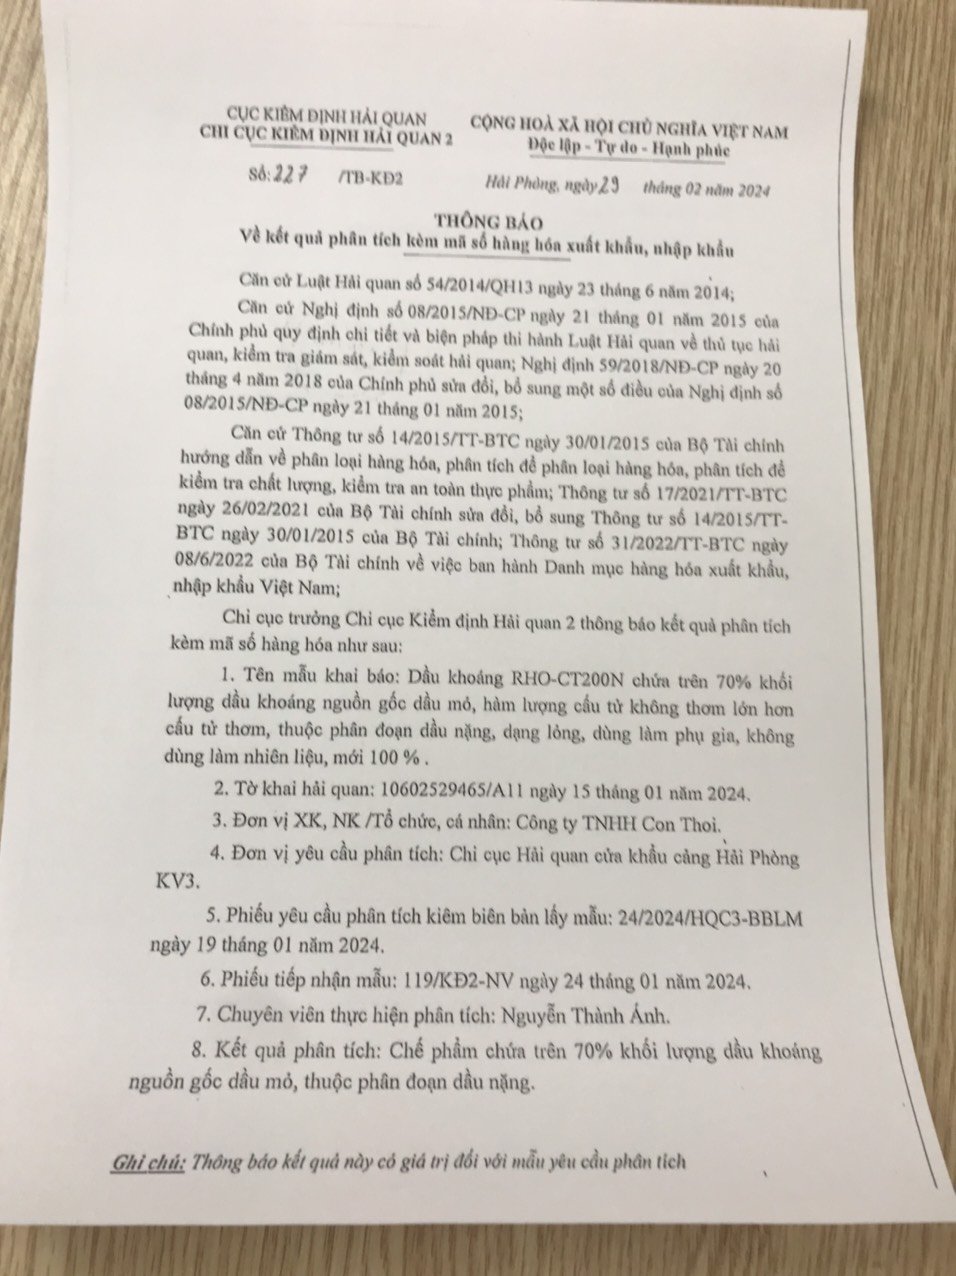 CỤC KIỂM ĐỊNH HẢI QUAN
CHI CỤC KIỂM ĐỊNH HẢI QUAN 2
CỘNG HOÀ XÃ HỘI CHỦ NGHĨA VIỆT NAM
Độc lập - Tự do - Hạnh phúc
Số: 227 /TB-KĐ2
Hải Phòng, ngày 29 tháng 02 năm 2024
THÔNG BÁO
Về kết quả phân tích kèm mã số hàng hóa xuất khẩu, nhập khẩu
Căn cứ Luật Hải quan số 54/2014/QH13 ngày 23 tháng 6 năm 2014;
Căn cứ Nghị định số 08/2015/NĐ-CP ngày 21 tháng 01 năm 2015 của
Chính phủ quy định chi tiết và biện pháp thi hành Luật Hải quan về thủ tục hải
quan, kiểm tra giám sát, kiểm soát hải quan; Nghị định 59/2018/NĐ-CP ngày 20
tháng 4 năm 2018 của Chính phủ sửa đổi, bổ sung một số điều của Nghị định số
08/2015/NĐ-CP ngày 21 tháng 01 năm 2015;
Căn cứ Thông tư số 14/2015/TT-BTC ngày 30/01/2015 của Bộ Tài chính
hướng dẫn về phân loại hàng hóa, phân tích để phân loại hàng hóa, phân tích để
kiểm tra chất lượng, kiểm tra an toàn thực phẩm; Thông tư số 17/2021/TT-BTC
ngày 26/02/2021 của Bộ Tài chính sửa đổi, bổ sung Thông tư số 14/2015/TT-
BTC ngày 30/01/2015 của Bộ Tài chính; Thông tư số 31/2022/TT-BTC ngày
08/6/2022 của Bộ Tài chính về việc ban hành Danh mục hàng hóa xuất khẩu,
nhập khẩu Việt Nam;
Chi cục trưởng Chi cục Kiểm định Hải quan 2 thông báo kết quả phân tích
kèm mã số hàng hóa như sau:
1. Tên mẫu khai báo: Dầu khoáng RHO-CT200N chứa trên 70% khối
lượng dầu khoáng nguồn gốc dầu mỏ, hàm lượng cấu tử không thơm lớn hơn
cấu tử thơm, thuộc phân đoạn dầu nặng, dạng lỏng, dùng làm phụ gia, không
dùng làm nhiên liệu, mới 100 % .
2. Tờ khai hải quan: 10602529465/A11 ngày 15 tháng 01 năm 2024.
3. Đơn vị XK, NK /Tổ chức, cá nhân: Công ty TNHH Con Thoi.
4. Đơn vị yêu cầu phân tích: Chi cục Hải quan cửa khẩu cảng Hải Phòng
KV3.
5. Phiếu yêu cầu phân tích kiêm biên bản lấy mẫu: 24/2024/HQC3-BBLM
ngày 19 tháng 01 năm 2024.
6. Phiếu tiếp nhận mẫu: 119/KĐ2-NV ngày 24 tháng 01 năm 2024.
7. Chuyên viên thực hiện phân tích: Nguyễn Thành Ánh.
8. Kết quả phân tích: Chế phẩm chứa trên 70% khối lượng dầu khoáng
nguồn gốc dầu mỏ, thuộc phân đoạn dầu nặng.
Ghi chú: Thông báo kết quả này có giá trị đối với mẫu yêu cầu phân tích